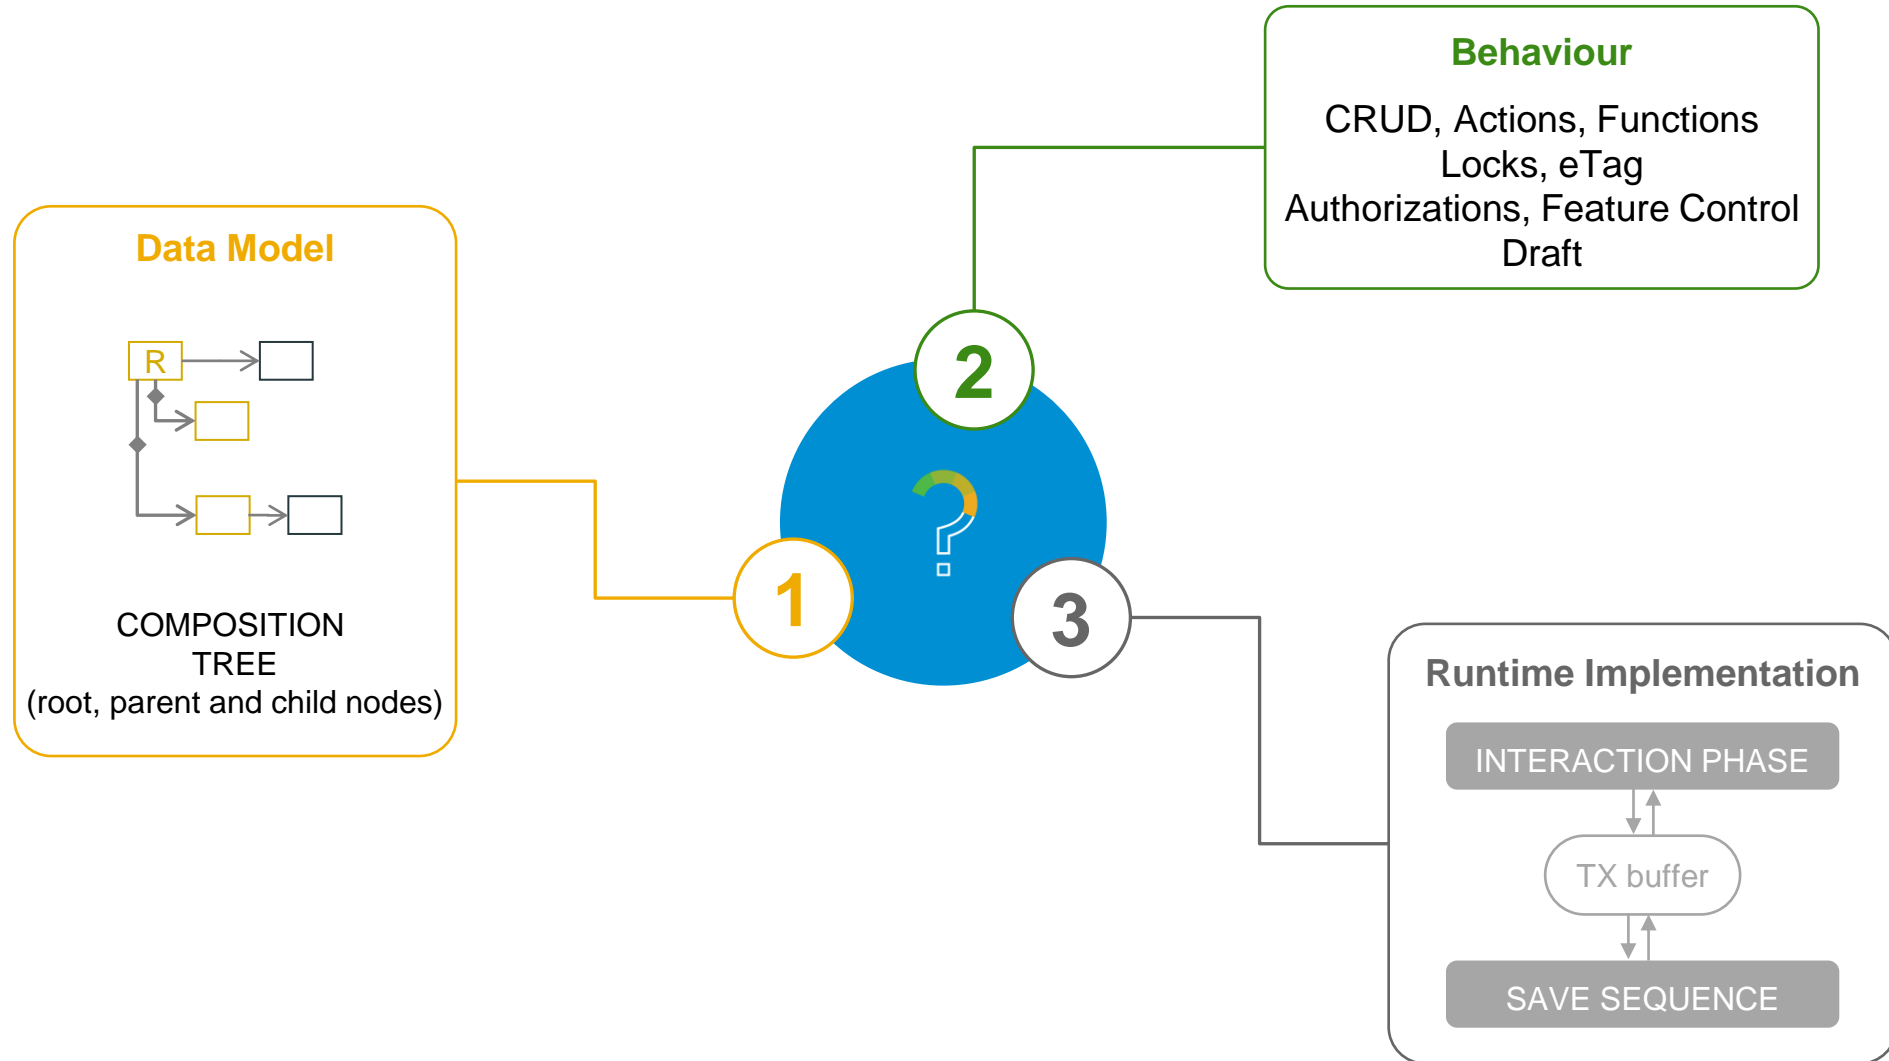 Data Model
R
COMPOSITION
TREE
(root, parent and child nodes)
1
?
2
Behaviour
CRUD, Actions, Functions
Locks, eTag
Authorizations, Feature Control
Draft
3
Runtime Implementation
INTERACTION PHASE
TX buffer
SAVE SEQUENCE